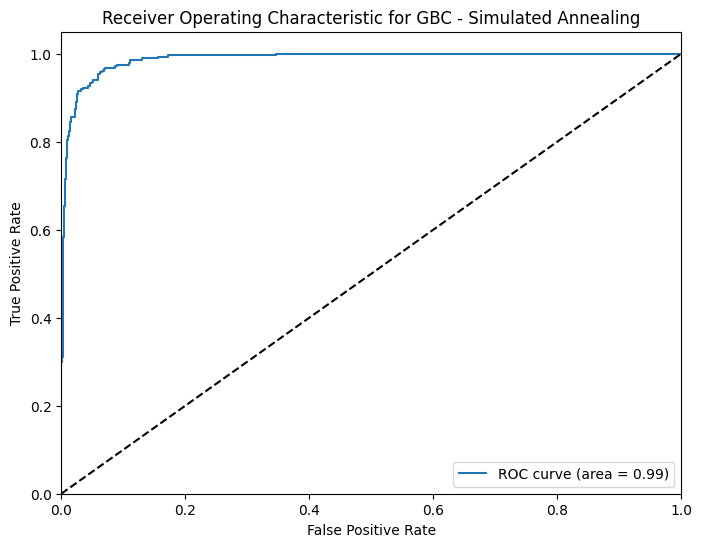 Receiver Operating Characteristic for GBC - Simulated Annealing
1.0
0.8
0.6
0.4
0.2
0.0
True Positive Rate
ROC curve (area = 0.99)
0.0 0.2 0.4 0.6 0.8 1.0
False Positive Rate